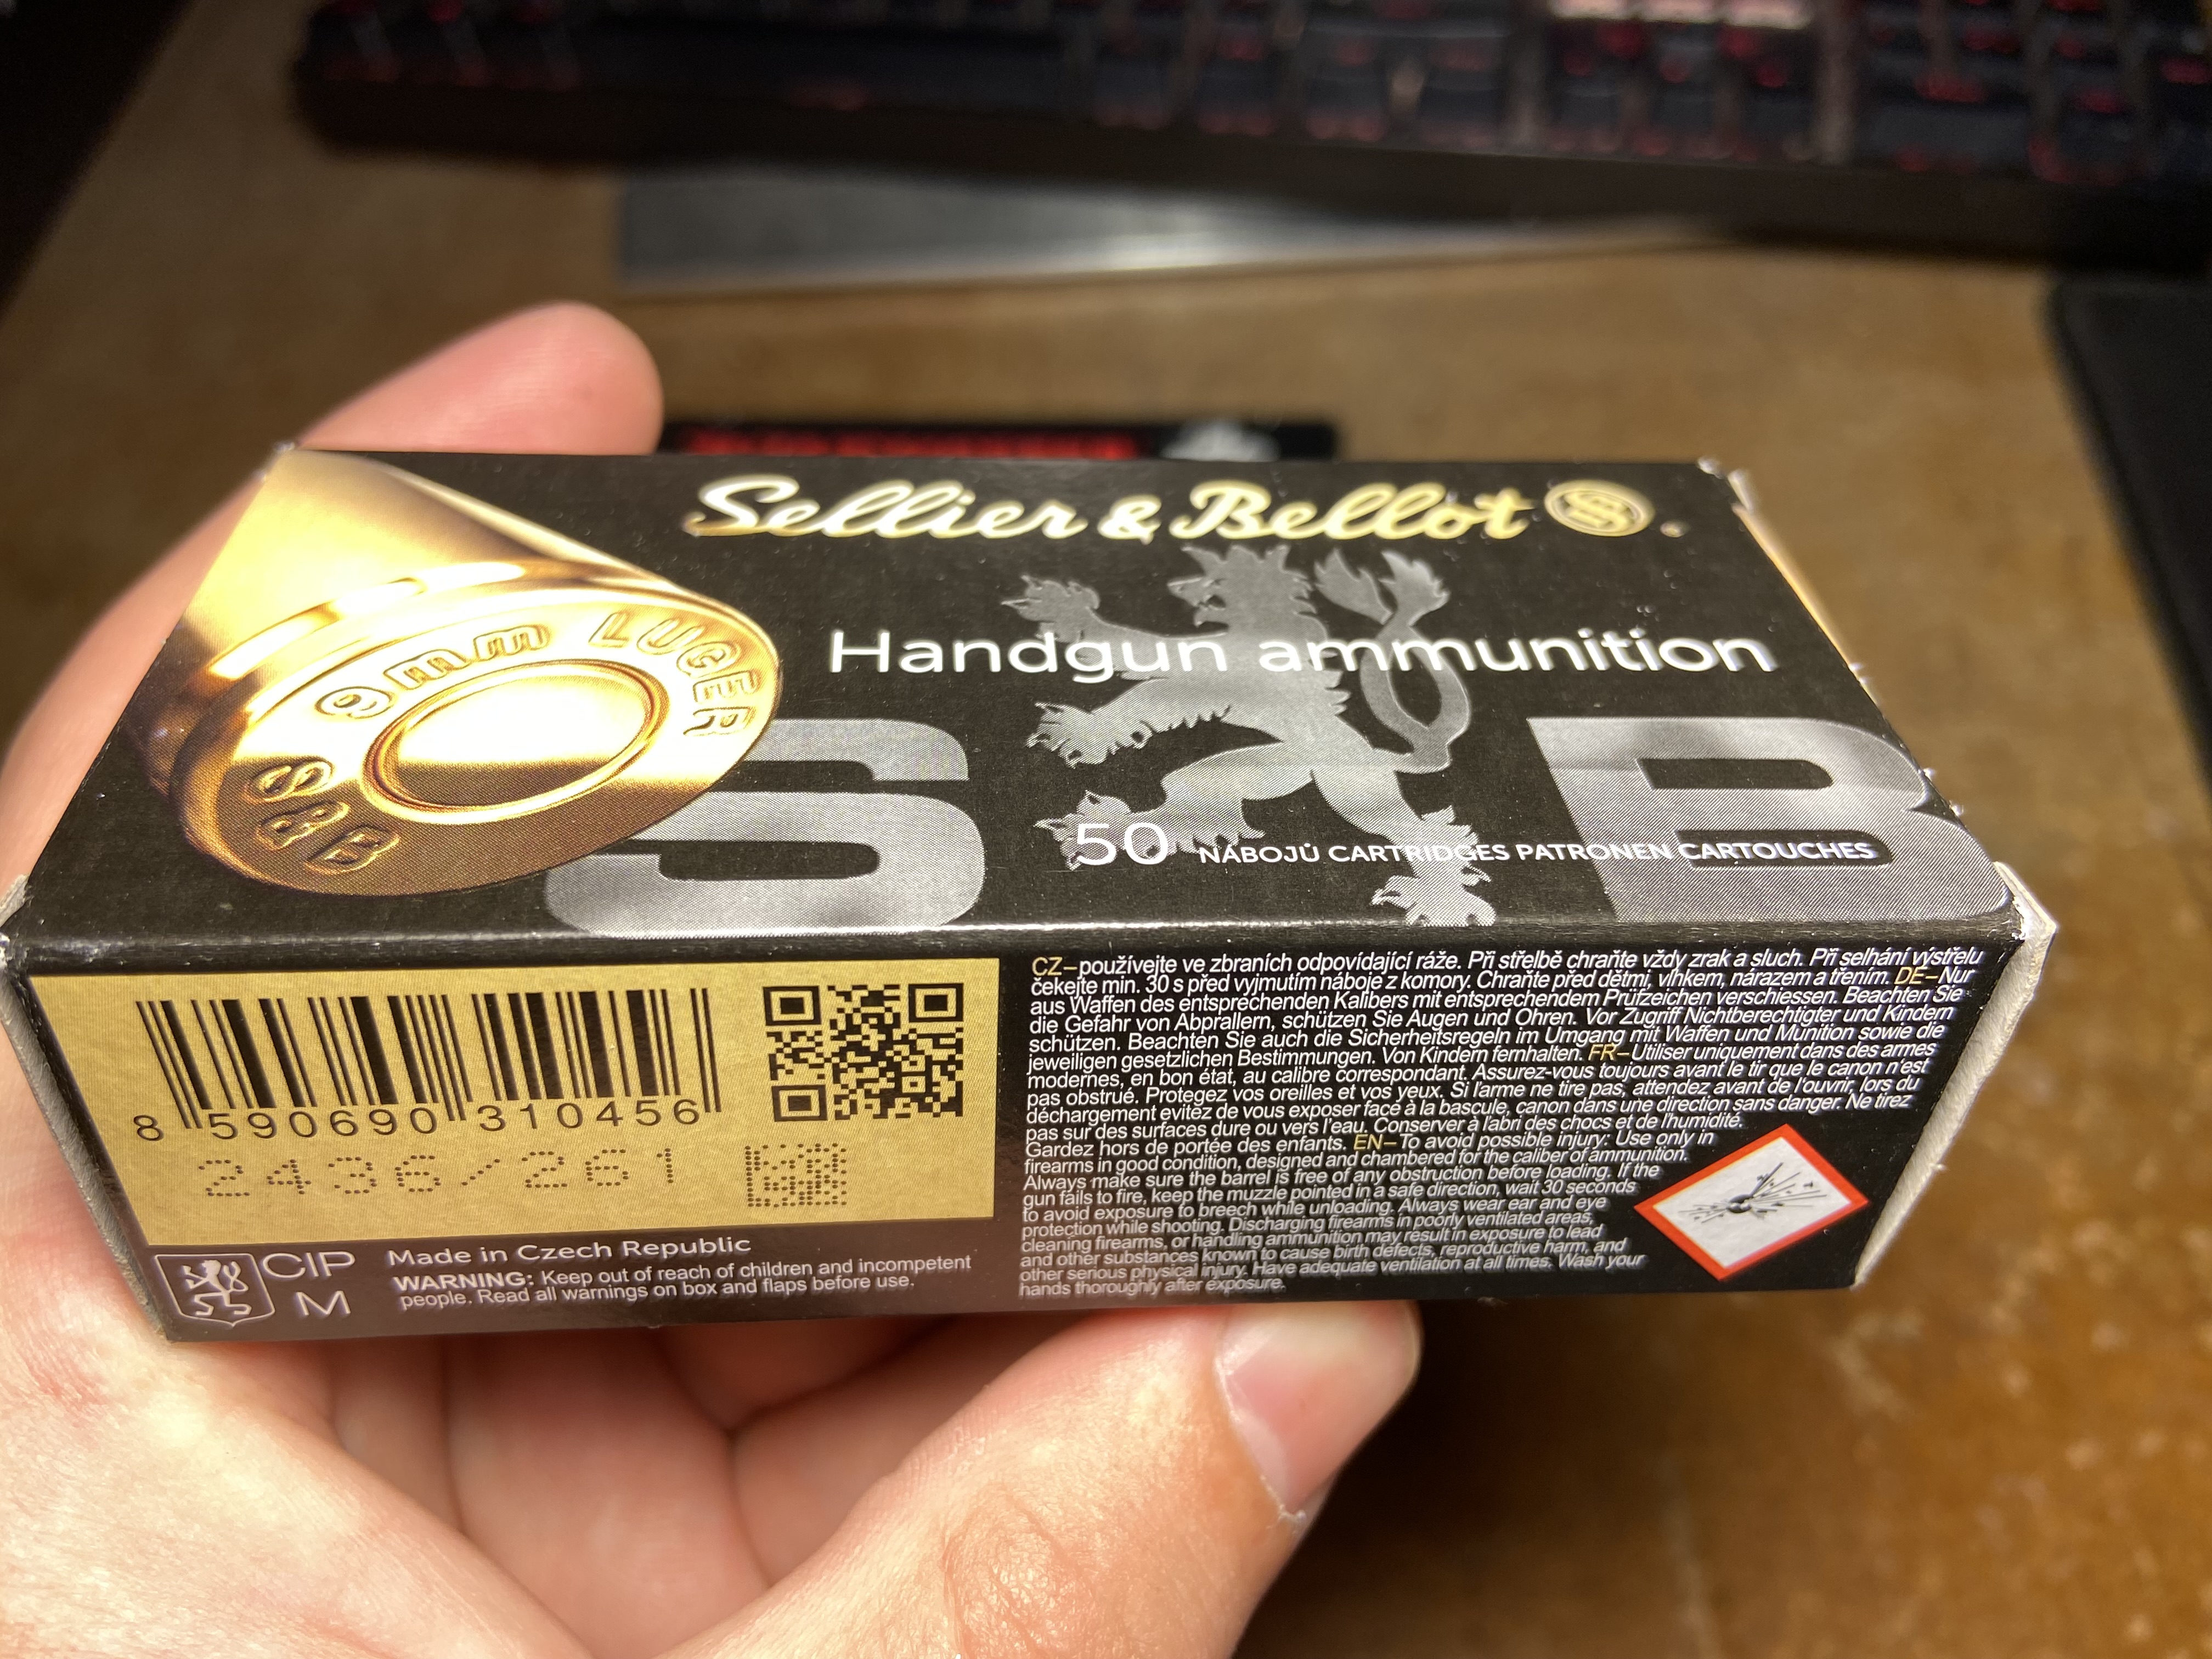 Sellier & Bellot
Handgun ammunition
9mm LUGER
S&B
S B
50 NÁBOJŮ CARTRIDGES PATRONEN CARTOUCHES
8 590690 310456
2436/261
CIP
M
Made in Czech Republic
WARNING: Keep out of reach of children and incompetent
people. Read all warnings on box and flaps before use.
CZ–používejte ve zbraních odpovídající ráže. Při střelbě chraňte vždy zrak a sluch. Při selhání výstřelu
čekejte min. 30 s před vyjmutím náboje z komory. Chraňte před dětmi, vlhkem, nárazem a třením. DE–Nur
aus Waffen des entsprechenden Kalibers mit entsprechendem Prüfzeichen verschiessen. Beachten Sie
die Gefahr von Abprallern, schützen Sie Augen und Ohren. Vor Zugriff Nichtberechtigter und Kindern
schützen. Beachten Sie auch die Sicherheitsregeln im Umgang mit Waffen und Munition sowie die
jeweiligen gesetzlichen Bestimmungen. Von Kindern fernhalten. FR–Utiliser uniquement dans des armes
modernes, en bon état, au calibre correspondant. Assurez-vous toujours avant le tir que le canon n'est
pas obstrué. Protegez vos oreilles et vos yeux. Si l'arme ne tire pas, attendez avant de l'ouvrir, lors du
déchargement evitez de vous exposer face à la bascule, canon dans une direction sans danger. Ne tirez
pas sur des surfaces dure ou vers l'eau. Conserver à labri des chocs et de l'humidité.
Gardez hors de portée des enfants. EN–To avoid possible injury: Use only in
firearms in good condition, designed and chambered for the caliber of ammunition.
Always make sure the barrel is free of any obstruction before loading. If the
gun fails to fire, keep the muzzle pointed in a safe direction, wait 30 seconds
to avoid exposure to breech while unloading. Always wear ear and eye
protection while shooting. Discharging firearms in poorly ventilated areas,
cleaning firearms, or handling ammunition may result in exposure to lead
and other substances known to cause birth defects, reproductive harm, and
other serious physical injury. Have adequate ventilation at all times. Wash your
hands thoroughly after exposure.